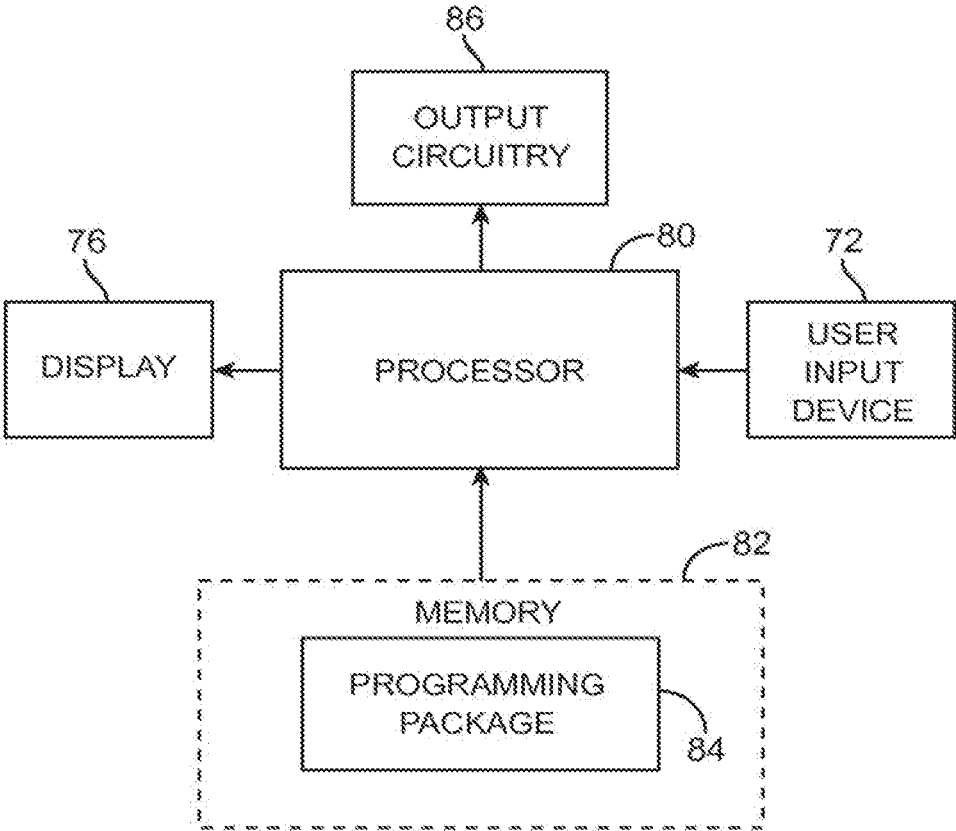 86
OUTPUT
CIRCUITRY
76
80
72
DISPLAY
PROCESSOR
USER
INPUT
DEVICE
82
MEMORY
PROGRAMMING
PACKAGE
84